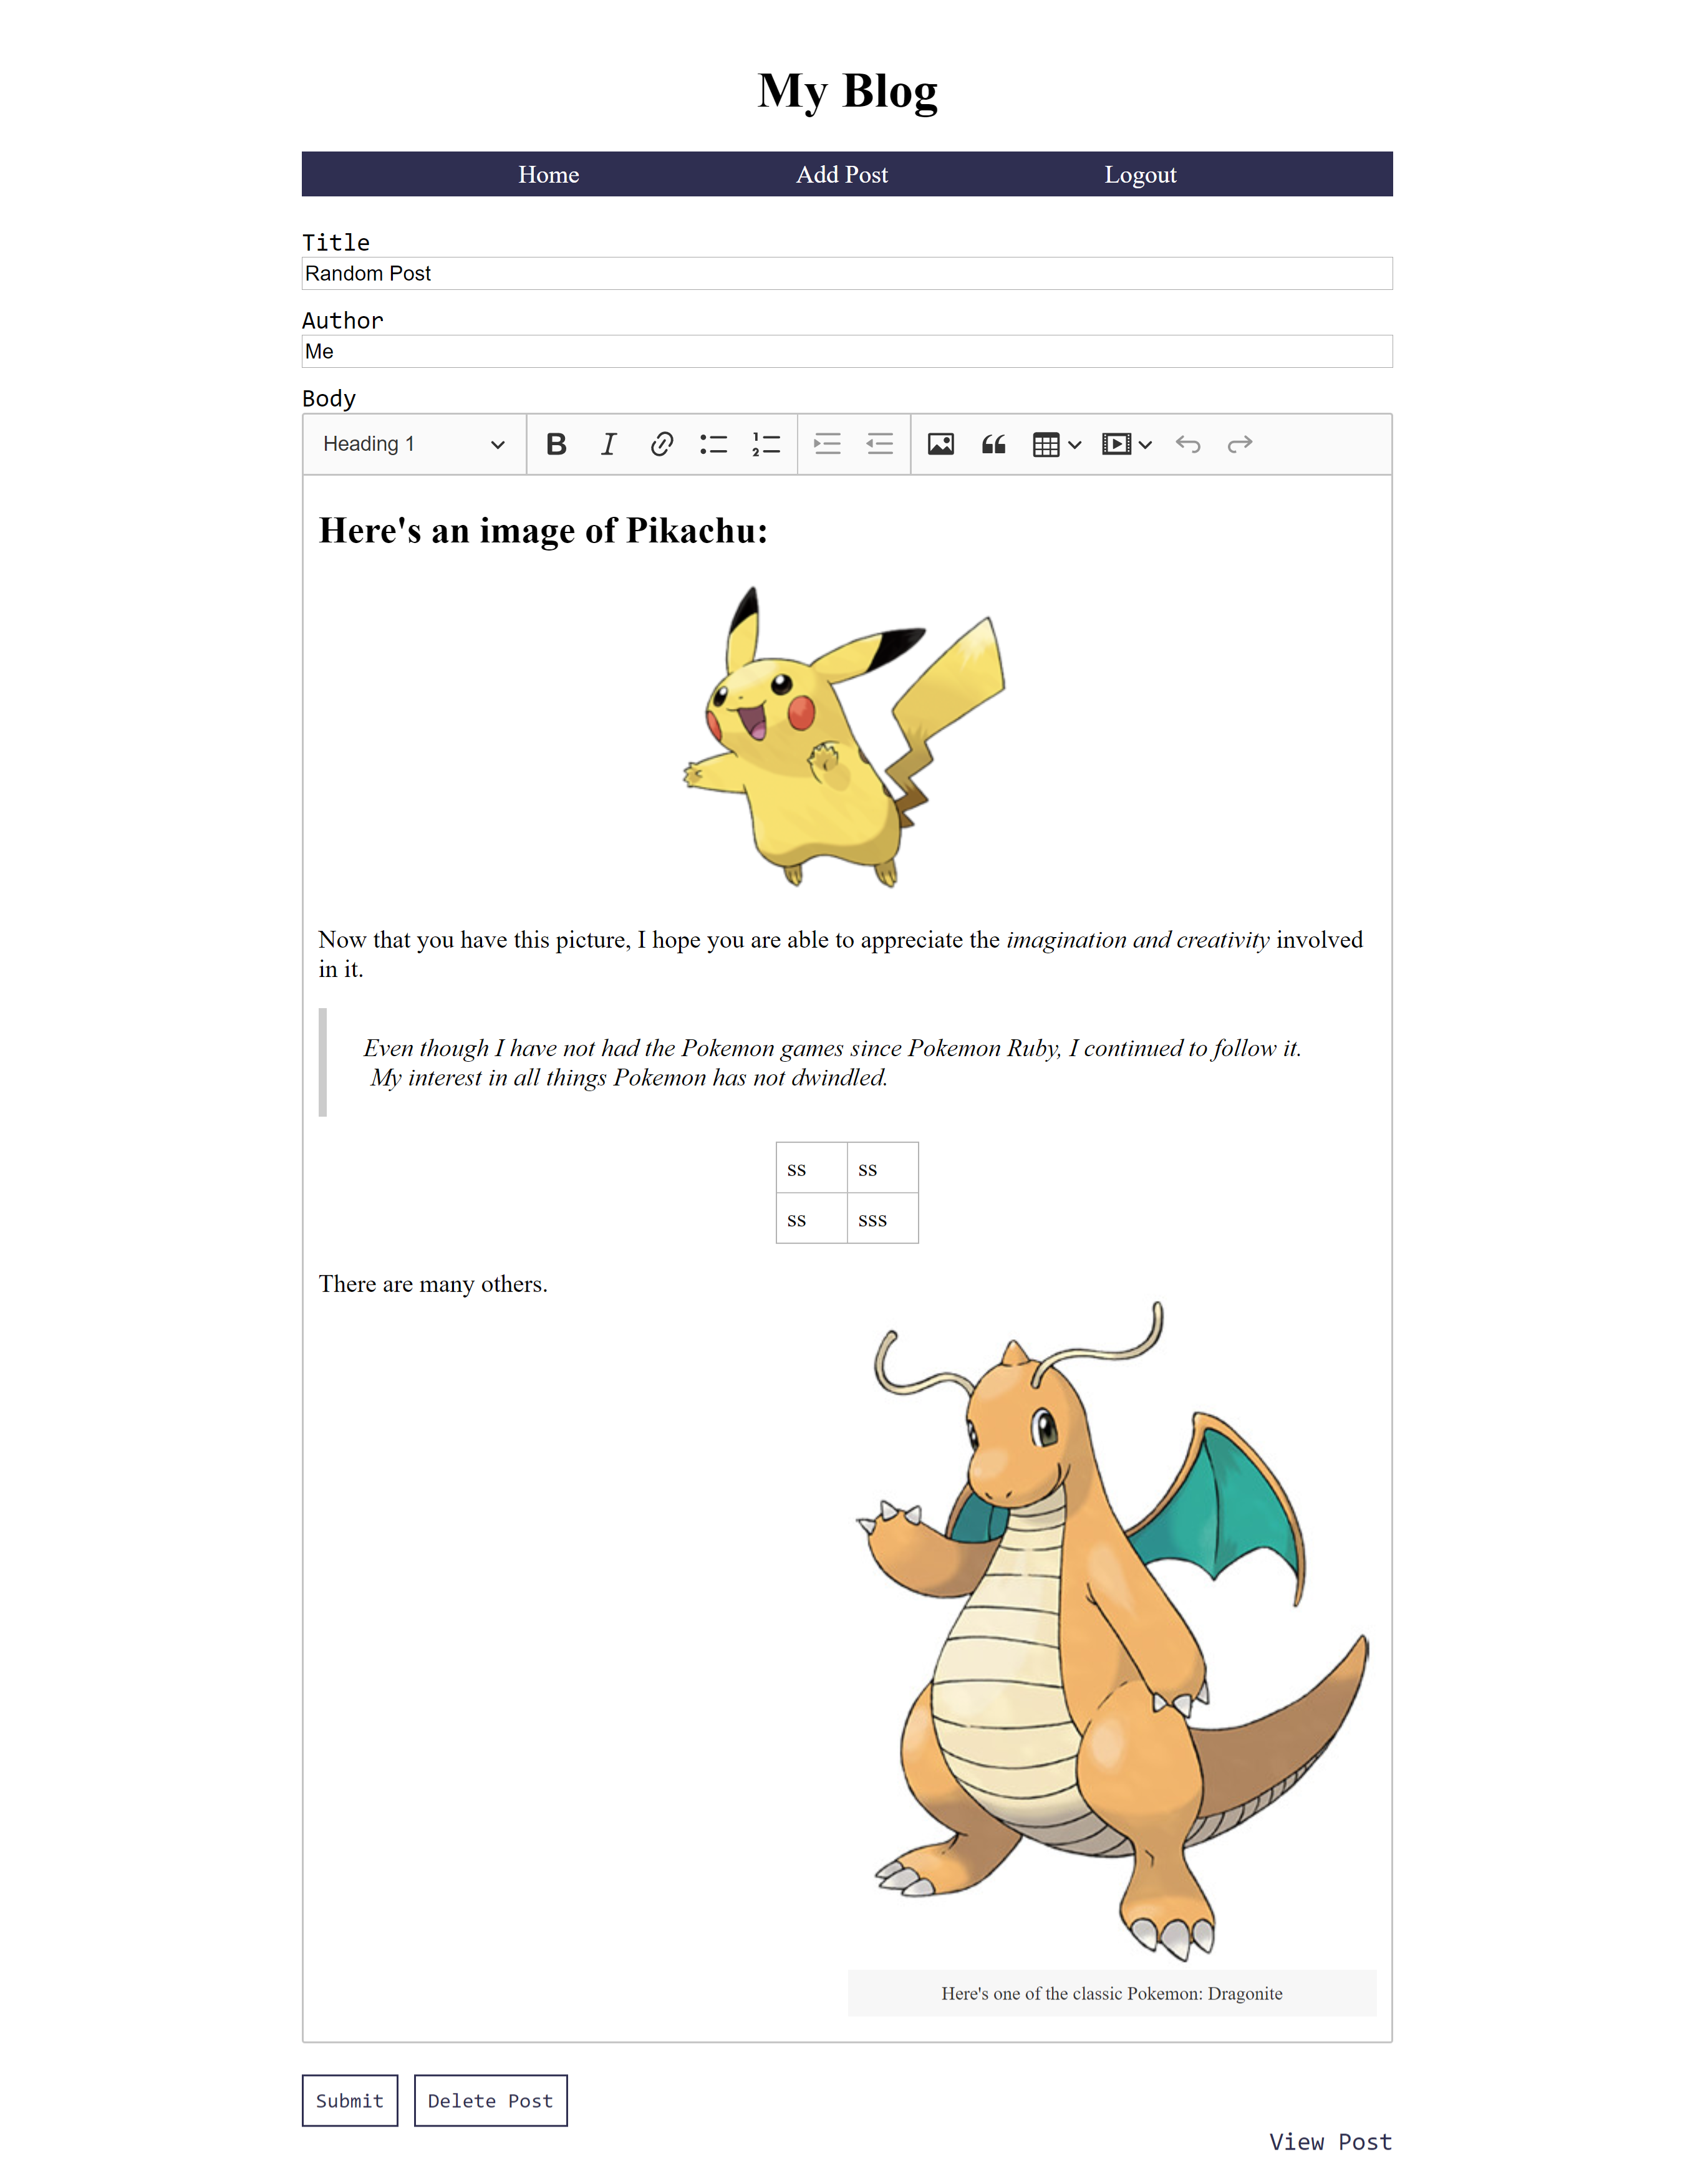 My Blog
Home Add Post Logout
Title
Random Post
Author
Me
Body
Heading 1
Here's an image of Pikachu:
Now that you have this picture, I hope you are able to appreciate the imagination and creativity involved
in it.
Even though I have not had the Pokemon games since Pokemon Ruby, I continued to follow it.
My interest in all things Pokemon has not dwindled.
ss ss
ss sss
There are many others.
Here's one of the classic Pokemon: Dragonite
Submit Delete Post
View Post